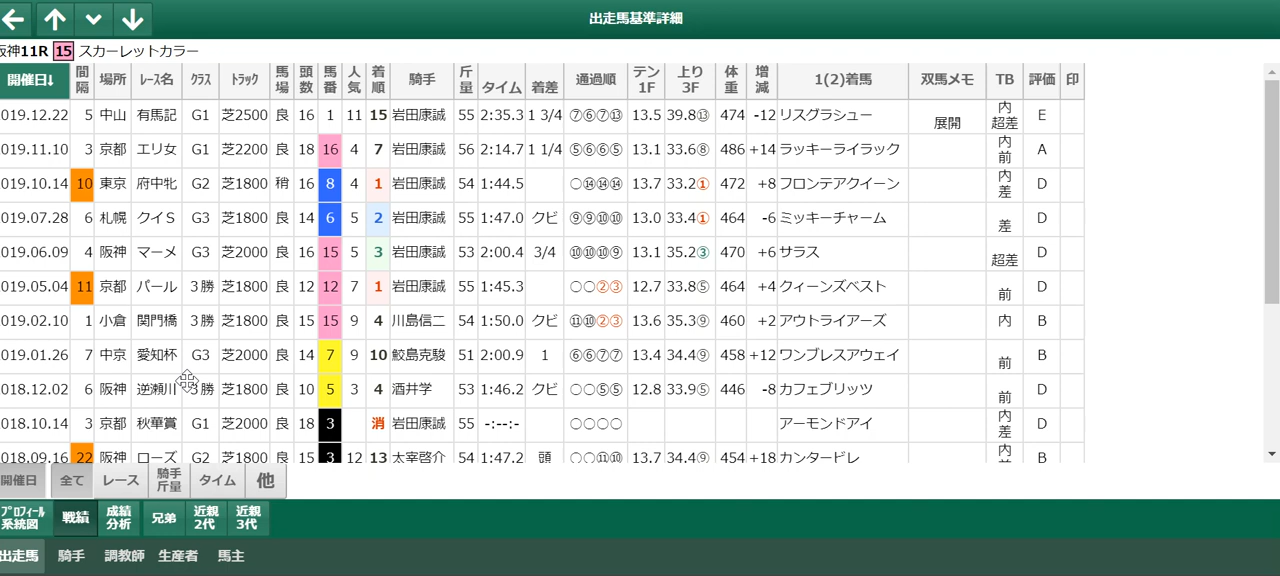 出走馬基準詳細
阪神11R 15 スカーレットカラー
開催日↓ 間隔 場所 ﾚｰｽ名 ｸﾗｽ ﾄﾗｯｸ 馬場 頭数 馬番 人気 着順 騎手 斤量 タイム 着差 通過順 テン1F 上り3F 体重 増減 1(2)着馬 双馬メモ TB 評価 印
019.12.22 5 中山 有馬記 G1 芝2500 良 16 1 11 15 岩田康誠 55 2:35.3 1 3/4 ⑦⑥⑦⑬ 13.5 39.8⑬ 474 -12 リスグラシュー 展開 内超差 E
019.11.10 3 京都 エリ女 G1 芝2200 良 18 16 4 7 岩田康誠 56 2:14.7 1 1/4 ⑤⑥⑥⑤ 13.1 33.6⑧ 486 +14 ラッキーライラック 内前 A
019.10.14 10 東京 府中牝 G2 芝1800 稍 16 8 4 1 岩田康誠 54 1:44.5 ○⑭⑭⑭ 13.7 33.2① 472 +8 フロンテアクイーン 内差 D
019.07.28 6 札幌 クイＳ G3 芝1800 良 14 6 5 2 岩田康誠 55 1:47.0 クビ ⑨⑨⑩⑩ 13.0 33.4① 464 -6 ミッキーチャーム 差 D
019.06.09 4 阪神 マーメ G3 芝2000 良 16 15 5 3 岩田康誠 53 2:00.4 3/4 ⑩⑩⑩⑨ 13.1 35.2③ 470 +6 サラス 超差 D
019.05.04 11 京都 パール ３勝 芝1800 良 12 12 7 1 岩田康誠 55 1:45.3 ○○②③ 12.7 33.8⑤ 464 +4 クィーンズベスト 前 D
019.02.10 1 小倉 関門橋 ３勝 芝1800 良 15 15 9 4 川島信二 54 1:50.0 クビ ⑪⑩②③ 13.6 35.3⑨ 460 +2 アウトライアーズ 内 B
019.01.26 7 中京 愛知杯 G3 芝2000 良 14 7 9 10 鮫島克駿 51 2:00.9 1 ⑥⑥⑦⑦ 13.4 34.4⑨ 458 +12 ワンブレスアウェイ 前 B
018.12.02 6 阪神 逆瀬川 ３勝 芝1800 良 10 5 3 4 酒井学 53 1:46.2 クビ ○○⑤⑤ 12.8 33.9⑤ 446 -8 カフェブリッツ 前 D
018.10.14 3 京都 秋華賞 G1 芝2000 良 18 3 消 岩田康誠 55 -:--:- ○○○○ アーモンドアイ 内差 D
018.09.16 22 阪神 ローズ G2 芝1800 良 15 3 12 13 太宰啓介 54 1:47.2 頭 ○○⑪⑩ 13.7 34.4⑨ 454 +18 カンタービレ 内前 B
開催日 全て レース 騎手斤量 タイム 他
ﾌﾟﾛﾌｨｰﾙ系統図 戦績 成績分析 兄弟 近親2代 近親3代
出走馬 騎手 調教師 生産者 馬主